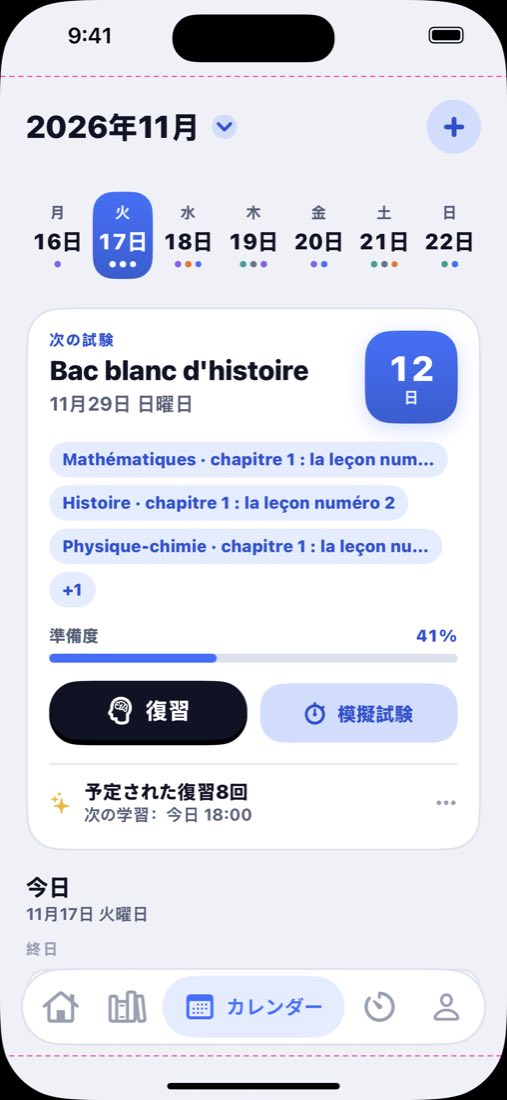 9:41
2026年11月
月 火 水 木 金 土 日
16日 17日 18日 19日 20日 21日 22日
次の試験
Bac blanc d'histoire
11月29日 日曜日
12
日
Mathématiques · chapitre 1 : la leçon num...
Histoire · chapitre 1 : la leçon numéro 2
Physique-chimie · chapitre 1 : la leçon nu...
+1
準備度 41%
復習 模擬試験
予定された復習8回
次の学習：今日 18:00
今日
11月17日 火曜日
終日
カレンダー